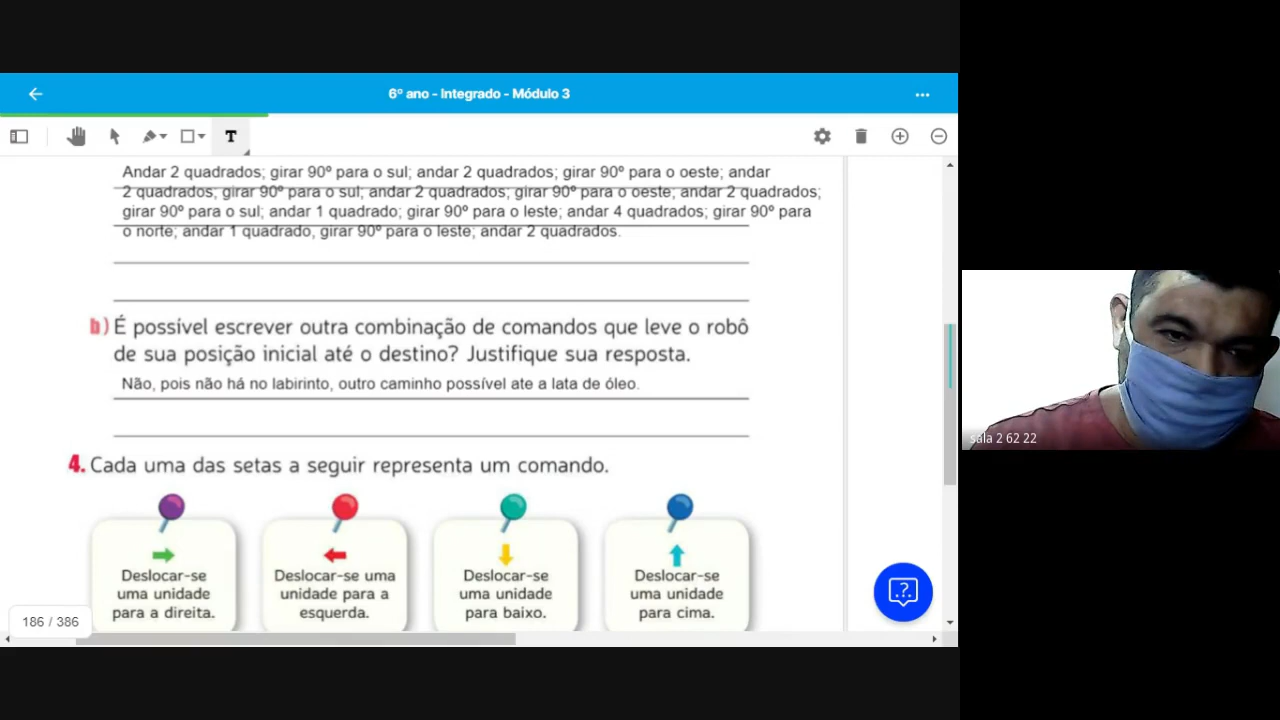 6º ano - Integrado - Módulo 3
T
Andar 2 quadrados; girar 90º para o sul; andar 2 quadrados; girar 90º para o oeste; andar
2 quadrados; girar 90º para o sul; andar 2 quadrados; girar 90º para o oeste; andar 2 quadrados;
girar 90º para o sul; andar 1 quadrado; girar 90º para o leste; andar 4 quadrados; girar 90º para
o norte; andar 1 quadrado, girar 90º para o leste; andar 2 quadrados.
b) É possível escrever outra combinação de comandos que leve o robô
de sua posição inicial até o destino? Justifique sua resposta.
Não, pois não há no labirinto, outro caminho possível ate a lata de óleo.
4. Cada uma das setas a seguir representa um comando.
Deslocar-se
uma unidade
para a direita.
Deslocar-se uma
unidade para a
esquerda.
Deslocar-se
uma unidade
para baixo.
Deslocar-se
uma unidade
para cima.
186 / 386
sala 2 62 22